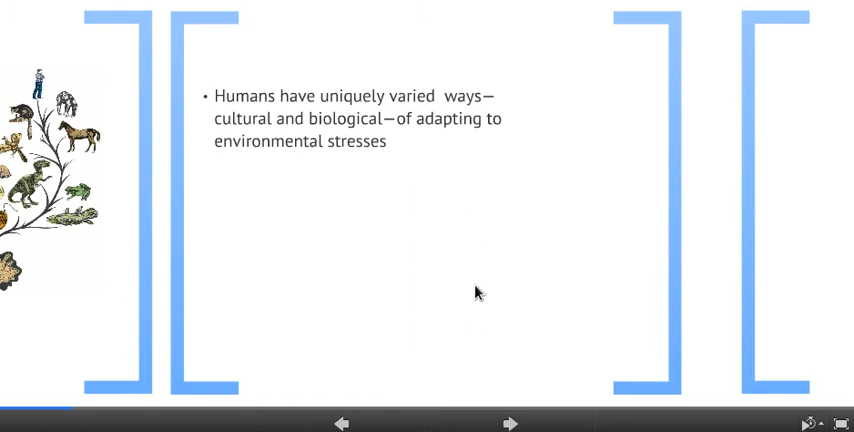 • Humans have uniquely varied  ways—
cultural and biological—of adapting to
environmental stresses